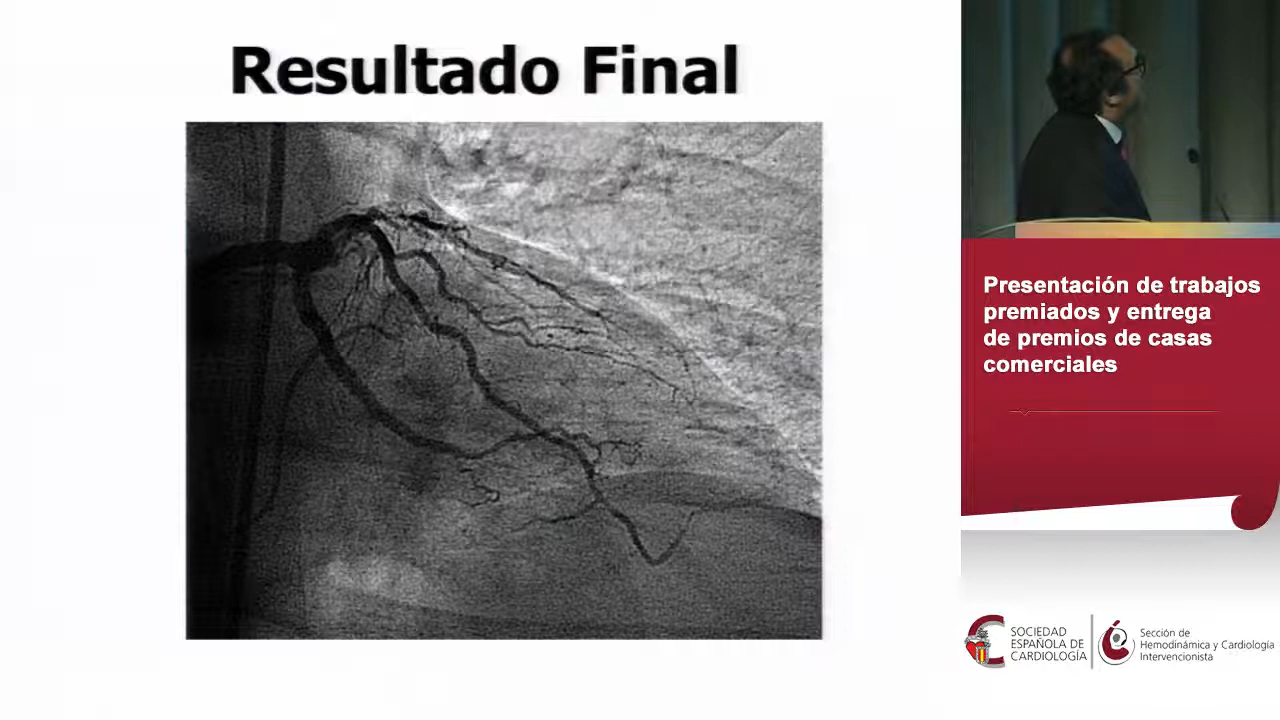 Resultado Final
Presentación de trabajos
premiados y entrega
de premios de casas
comerciales
SOCIEDAD
ESPAÑOLA DE
CARDIOLOGÍA
Sección de
Hemodinámica y Cardiología
Intervencionista